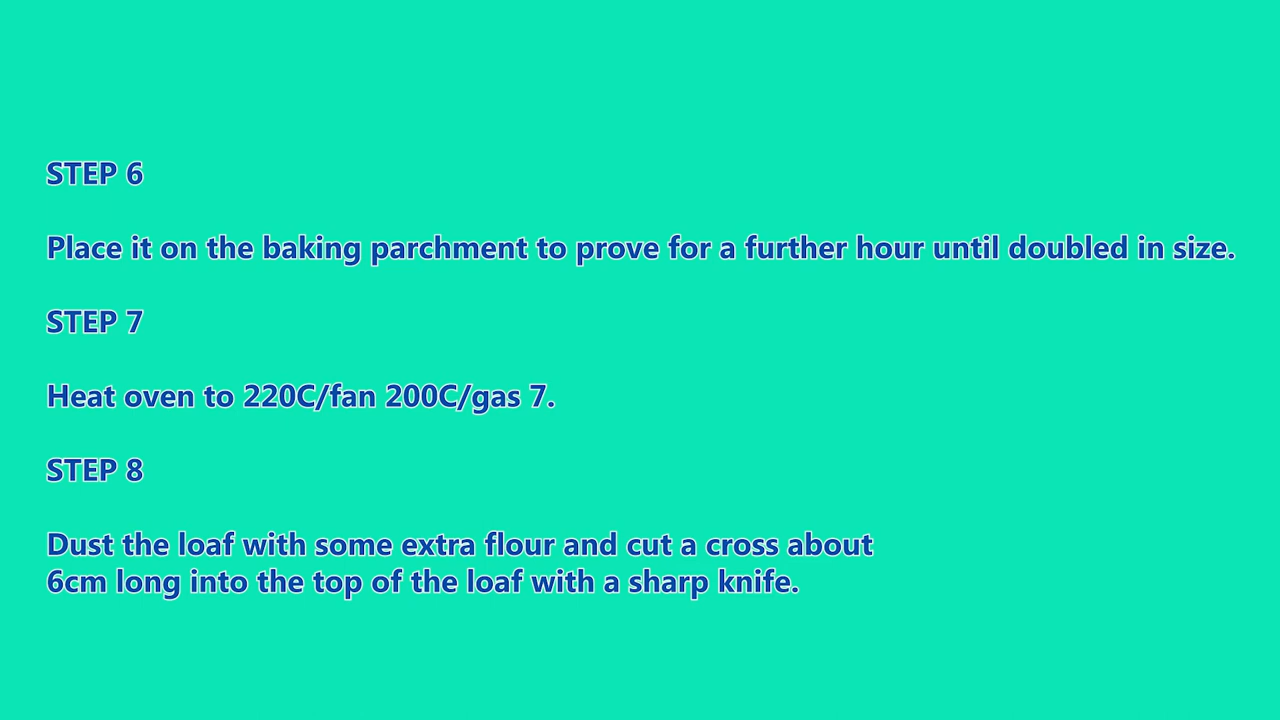 STEP 6
Place it on the baking parchment to prove for a further hour until doubled in size.
STEP 7
Heat oven to 220C/fan 200C/gas 7.
STEP 8
Dust the loaf with some extra flour and cut a cross about
6cm long into the top of the loaf with a sharp knife.